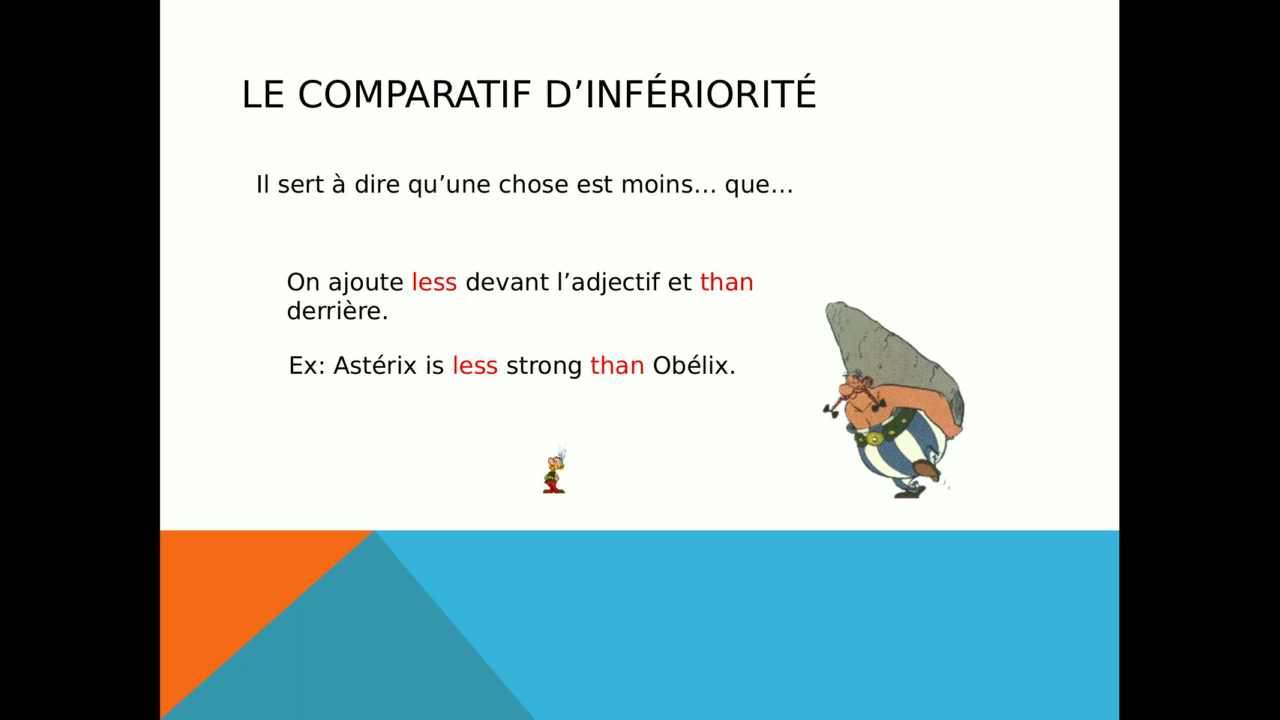 LE COMPARATIF D’INFÉRIORITÉ
Il sert à dire qu’une chose est moins… que…
On ajoute less devant l’adjectif et than
derrière.
Ex: Astérix is less strong than Obélix.